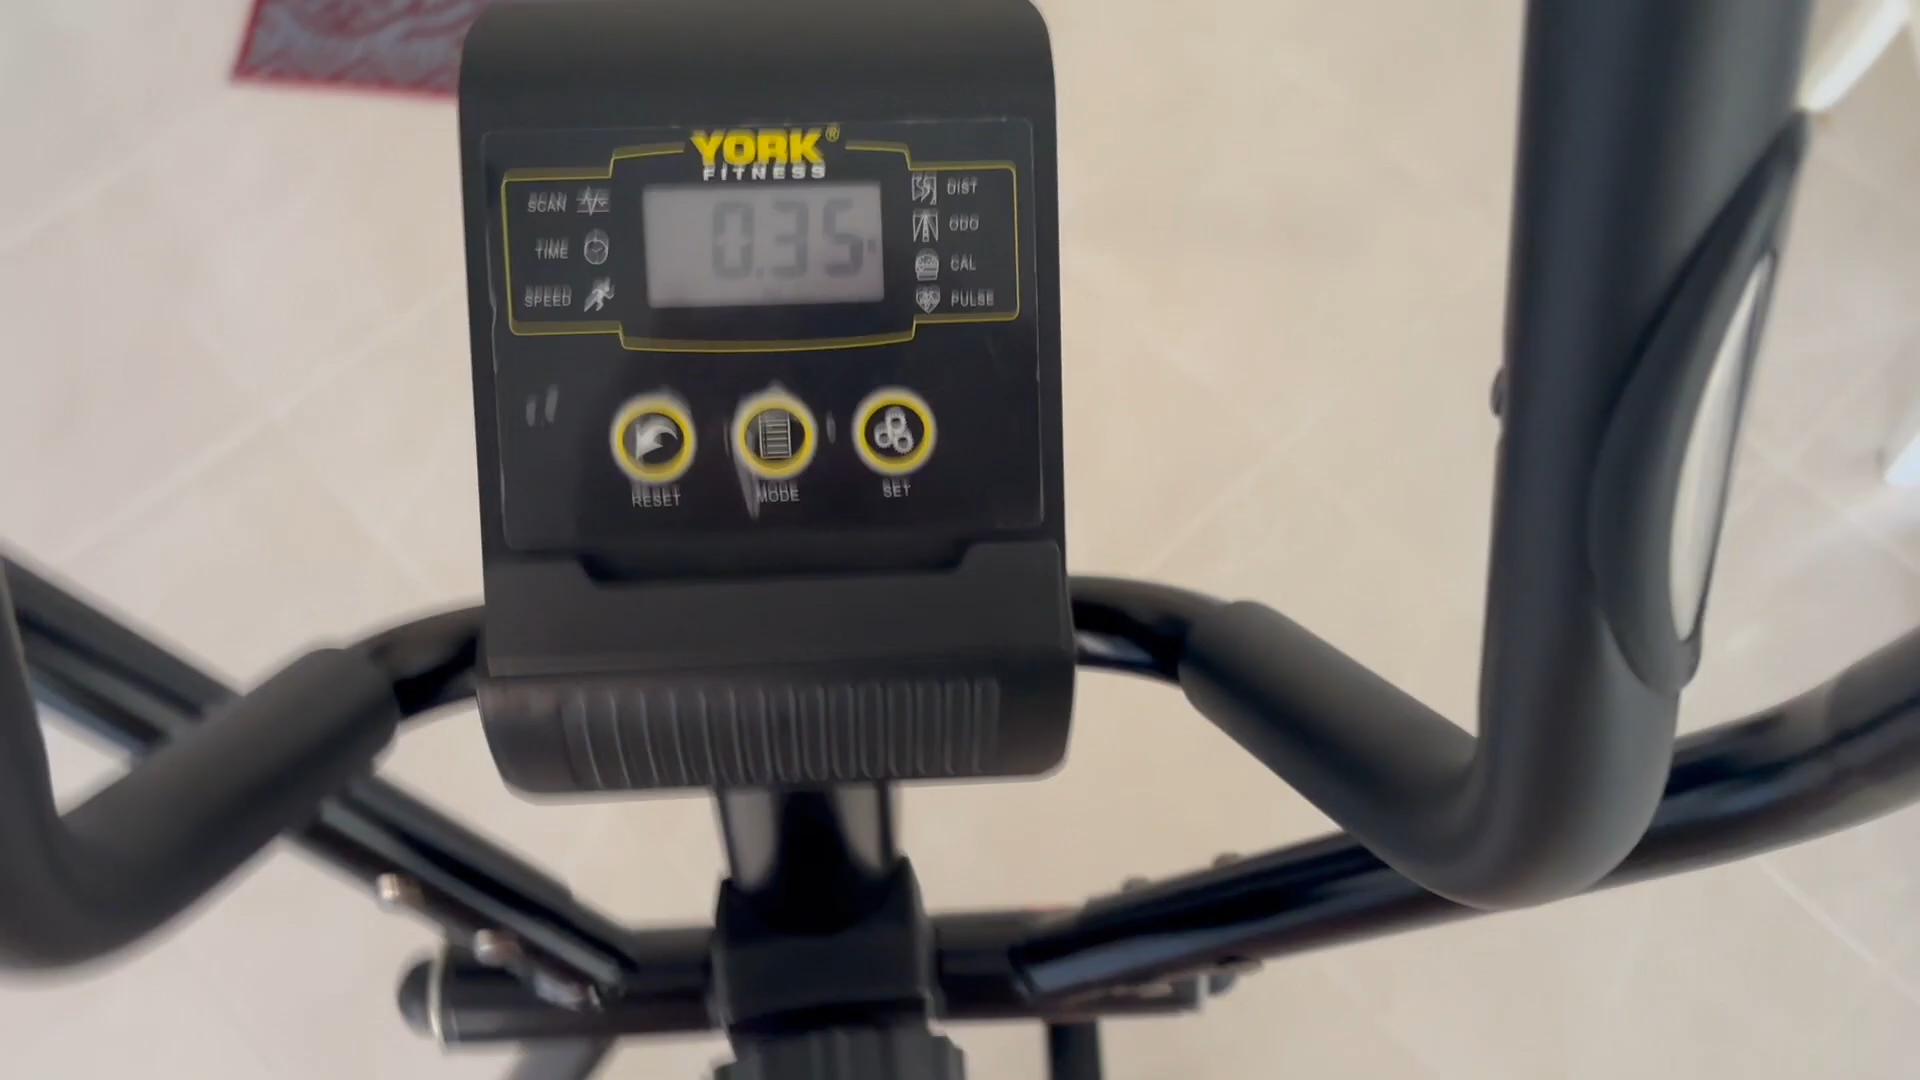 YORK®
FITNESS
SCAN
TIME
SPEED
0.35
DIST
ODO
CAL
PULSE
RESET
MODE
SET